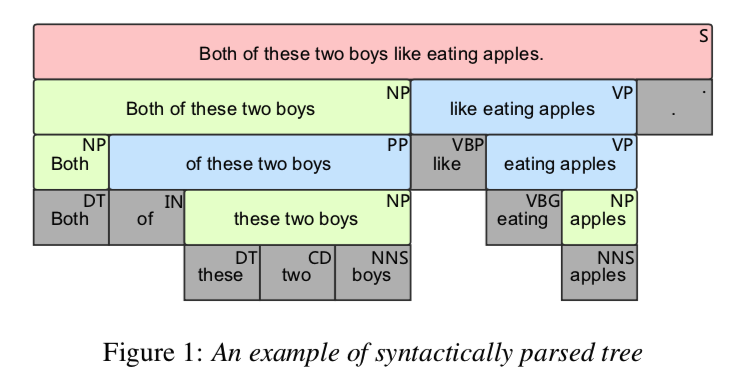 S
Both of these two boys like eating apples.
NP VP .
Both of these two boys like eating apples .
NP PP VBP VP
Both of these two boys like eating apples
DT IN NP VBG NP
Both of these two boys eating apples
DT CD NNS NNS
these two boys apples
Figure 1: An example of syntactically parsed tree